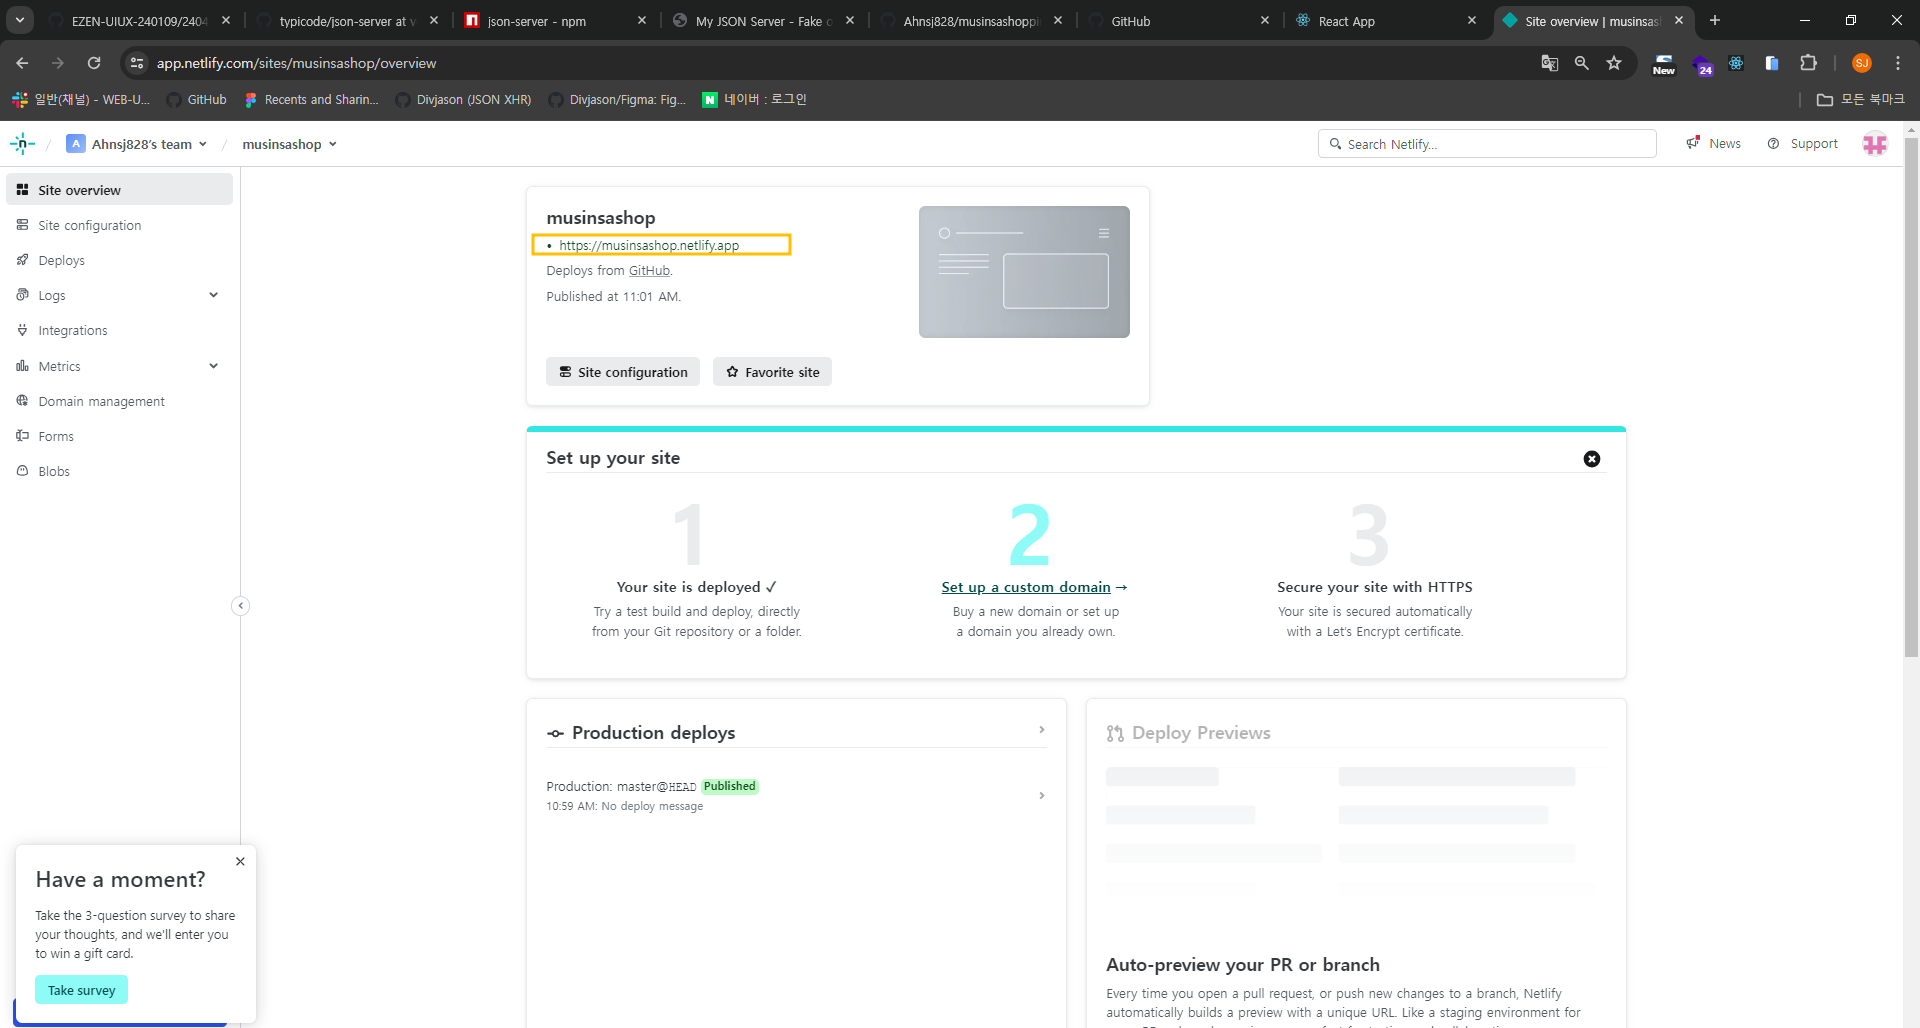 EZEN-UIUX-240109/2404
typicode/json-server at v
json-server - npm
My JSON Server - Fake o
Ahnsj828/musinsashoppi
GitHub
React App
Site overview | musinsash
app.netlify.com/sites/musinsashop/overview
New
24
SJ
일반(채널) - WEB-U...
GitHub
Recents and Sharin...
Divjason (JSON XHR)
Divjason/Figma: Fig...
N
네이버 : 로그인
모든 북마크
A
Ahnsj828's team
/
musinsashop
Search Netlify...
News
Support
Site overview
Site configuration
Deploys
Logs
Integrations
Metrics
Domain management
Forms
Blobs
musinsashop
• https://musinsashop.netlify.app
Deploys from GitHub.
Published at 11:01 AM.
Site configuration
Favorite site
Set up your site
1
Your site is deployed ✓
Try a test build and deploy, directly
from your Git repository or a folder.
2
Set up a custom domain →
Buy a new domain or set up
a domain you already own.
3
Secure your site with HTTPS
Your site is secured automatically
with a Let's Encrypt certificate.
Production deploys
Production: master@HEAD Published
10:59 AM: No deploy message
Deploy Previews
Auto-preview your PR or branch
Every time you open a pull request, or push new changes to a branch, Netlify
automatically builds a preview with a unique URL. Like a staging environment for
Have a moment?
Take the 3-question survey to share
your thoughts, and we'll enter you
to win a gift card.
Take survey